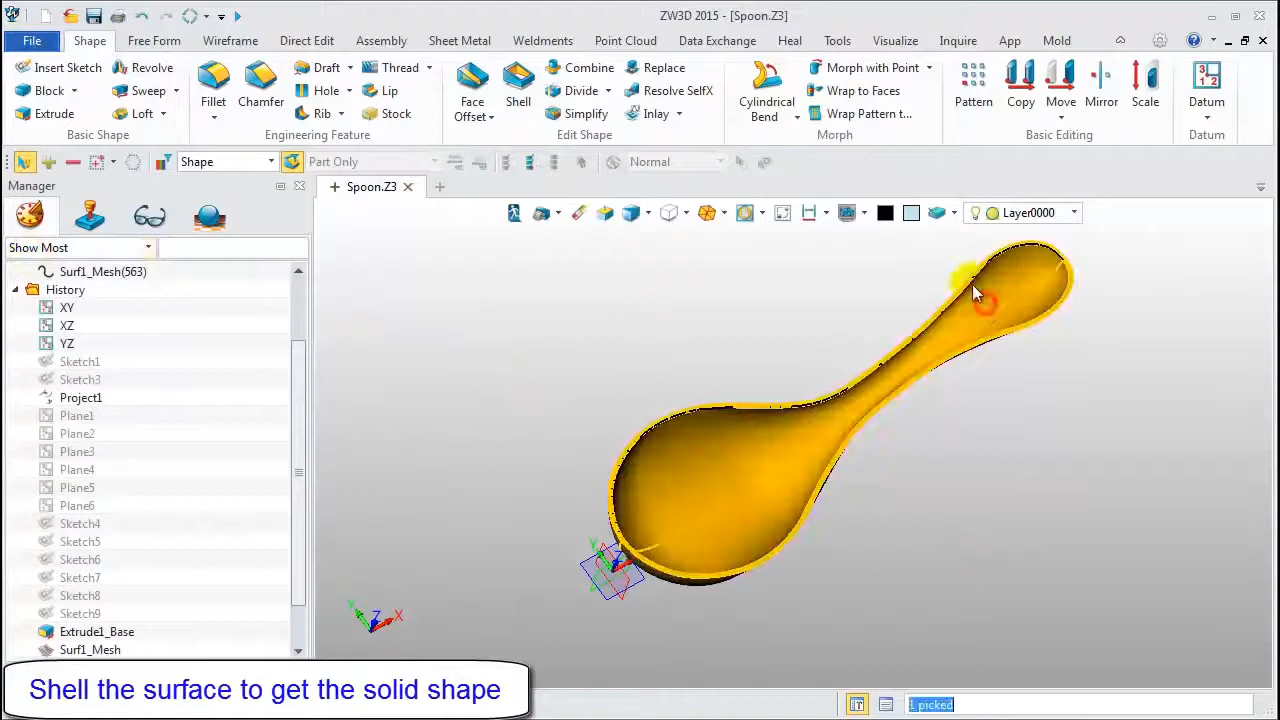 ZW3D 2015 - [Spoon.Z3]
File Shape Free Form Wireframe Direct Edit Assembly Weldments Point Cloud Data Exchange Heal Tools Visualize Inquire App Mold
Insert Sketch Revolve Draft Thread Combine Replace Morph with Point
Block Sweep Hole Lip Divide Resolve SelfX Wrap to Faces
Extrude Loft Rib Stock Simplify Inlay Wrap Pattern t...
Fillet Chamfer Face Offset Shell Cylindrical Bend Pattern Copy Move Mirror Scale Datum
Basic Shape Engineering Feature Edit Shape Morph Basic Editing Datum
Shape Part Only Normal
Manager Spoon.Z3
Layer0000
Show Most
Surf1_Mesh(563)
History
XY
XZ
YZ
Sketch1
Sketch3
Project1
Plane1
Plane2
Plane3
Plane4
Plane5
Plane6
Sketch4
Sketch5
Sketch6
Sketch7
Sketch8
Sketch9
Extrude1_Base
Surf1_Mesh
Y Z X
Shell the surface to get the solid shape
1 picked